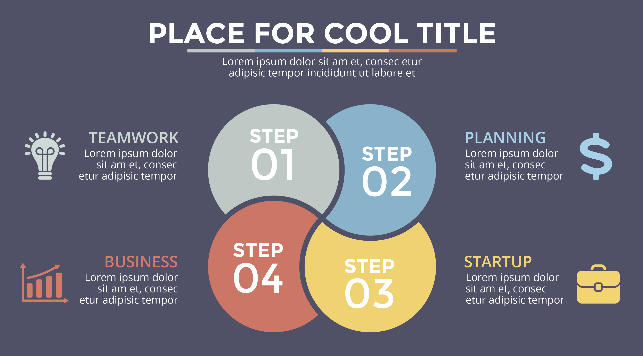 PLACE FOR COOL TITLE
Lorem ipsum dolor sim am et, consec etur
adipisic tempor incididunt ut labore et
TEAMWORK
Lorem ipsum dolor
sit am et, consec
etur adipisic tempor
STEP
01
STEP
02
PLANNING
Lorem ipsum dolor
sit am et, consec
etur adipisic tempor
$
BUSINESS
Lorem ipsum dolor
sit am et, consec
etur adipisic tempor
STEP
04
STEP
03
STARTUP
Lorem ipsum dolor
sit am et, consec
etur adipisic tempor